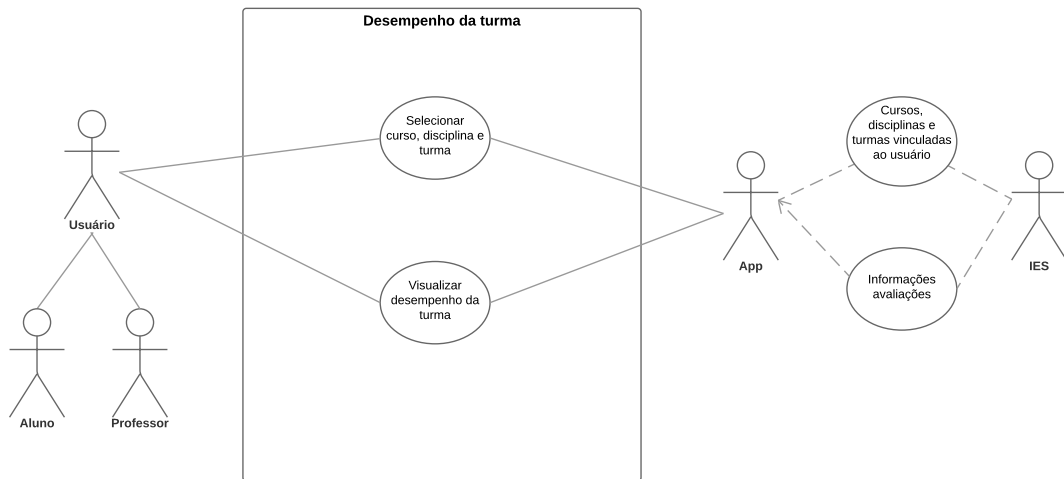 Desempenho da turma
Selecionar
curso, disciplina e
turma
Cursos,
disciplinas e
turmas vinculadas
ao usuário
Usuário
App
IES
Visualizar
desempenho da
turma
Informações
avaliações
Aluno
Professor